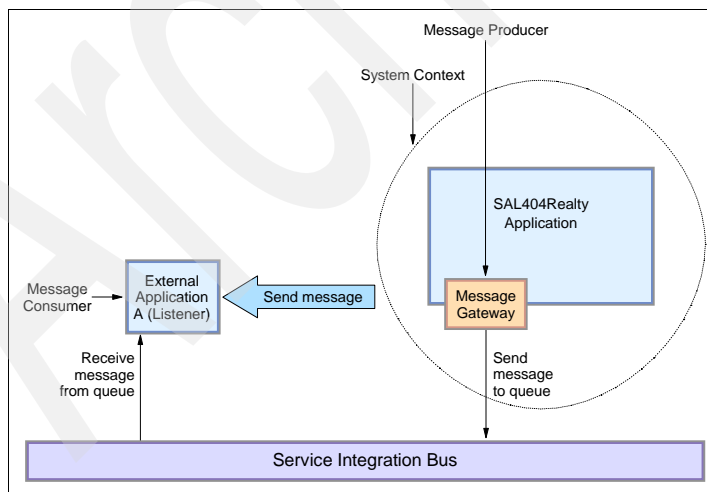 Message Producer
System Context
SAL404Realty
Application
Message
Consumer
External
Application
A (Listener)
Send message
Message
Gateway
Receive
message
from queue
Send
message
to queue
Service Integration Bus